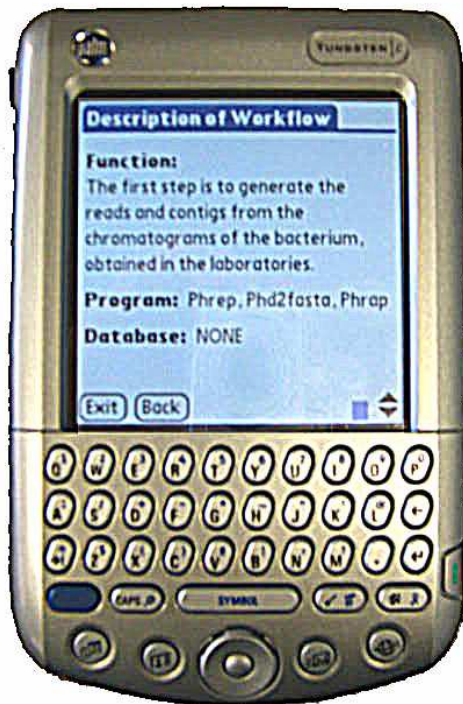 palm
TUNGSTEN|C
Description of Workflow
Function:
The first step is to generate the
reads and contigs from the
chromatograms of the bacterium,
obtained in the laboratories.
Program: Phrep, Phd2fasta, Phrap
Database: NONE
Exit Back
Q W E R T Y U I O P
A S D F G H J K L
Z X C V B N M .
CAPS SYMBOL